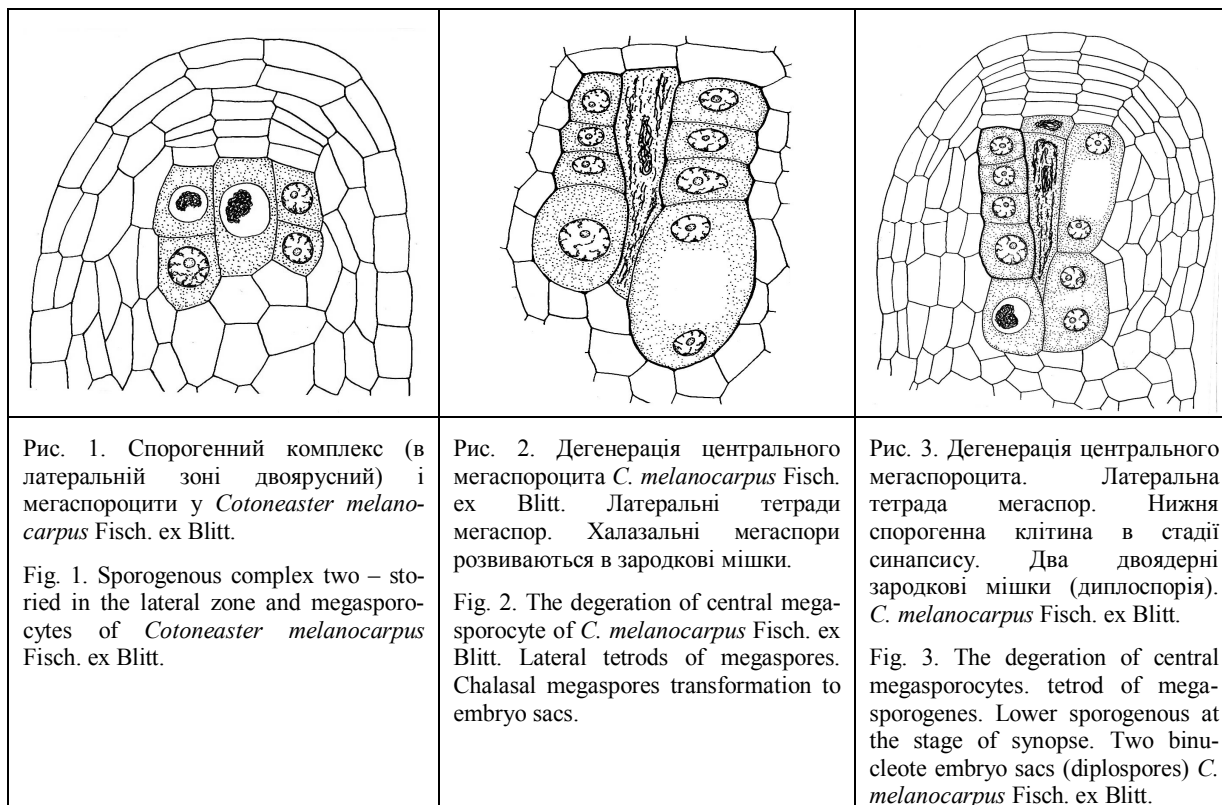 Рис. 1. Спорогенний комплекс (в
латеральній зоні двоярусний) і
мегаспороцити у Cotoneaster melano-
carpus Fisch. ex Blitt.
Fig. 1. Sporogenous complex two – sto-
ried in the lateral zone and megasporo-
cytes of Cotoneaster melanocarpus
Fisch. ex Blitt.
Рис. 2. Дегенерація центрального
мегаспороцита C. melanocarpus Fisch.
ex Blitt. Латеральні тетради
мегаспор. Халазальні мегаспори
розвиваються в зародкові мішки.
Fig. 2. The degeration of central mega-
sporocyte of C. melanocarpus Fisch. ex
Blitt. Lateral tetrods of megaspores.
Chalasal megaspores transformation to
embryo sacs.
Рис. 3. Дегенерація центрального
мегаспороцита. Латеральна
тетрада мегаспор. Нижня
спорогенна клітина в стадії
синапсису. Два двоядерні
зародкові мішки (диплоспорія).
C. melanocarpus Fisch. ex Blitt.
Fig. 3. The degeration of central
megasporocytes. tetrod of mega-
sporogenes. Lower sporogenous at
the stage of synopse. Two binu-
cleote embryo sacs (diplospores) C.
melanocarpus Fisch. ex Blitt.